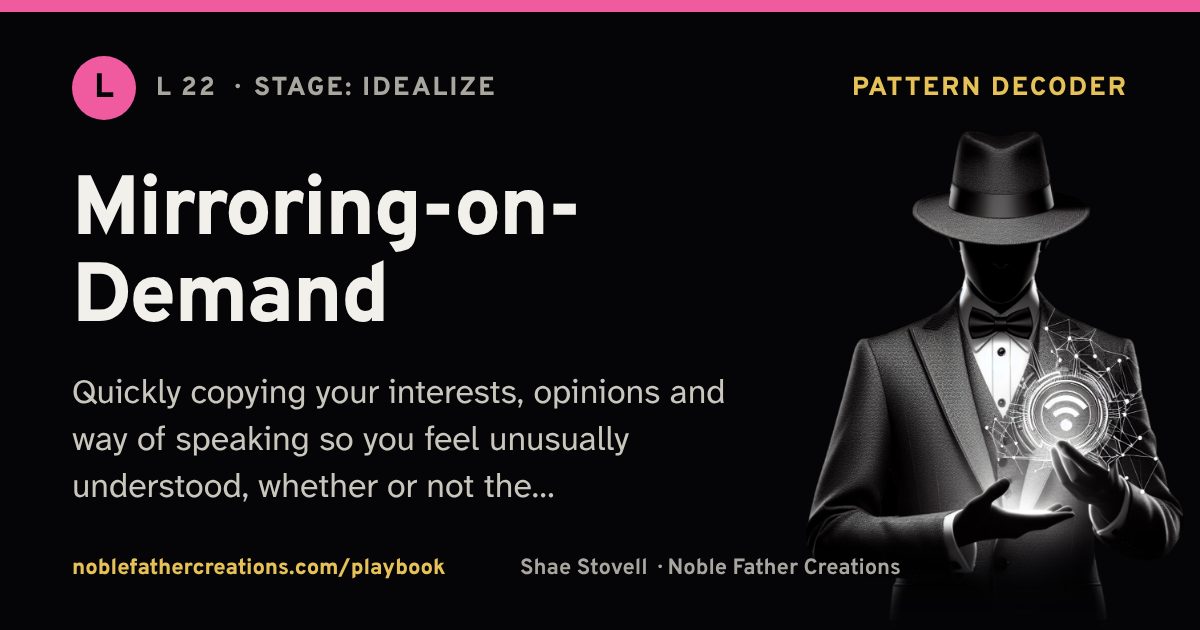 L
L 22 · STAGE: IDEALIZE
PATTERN DECODER
Mirroring-on-
Demand
Quickly copying your interests, opinions and
way of speaking so you feel unusually
understood, whether or not the...
noblefathercreations.com/playbook
Shae Stovell · Noble Father Creations